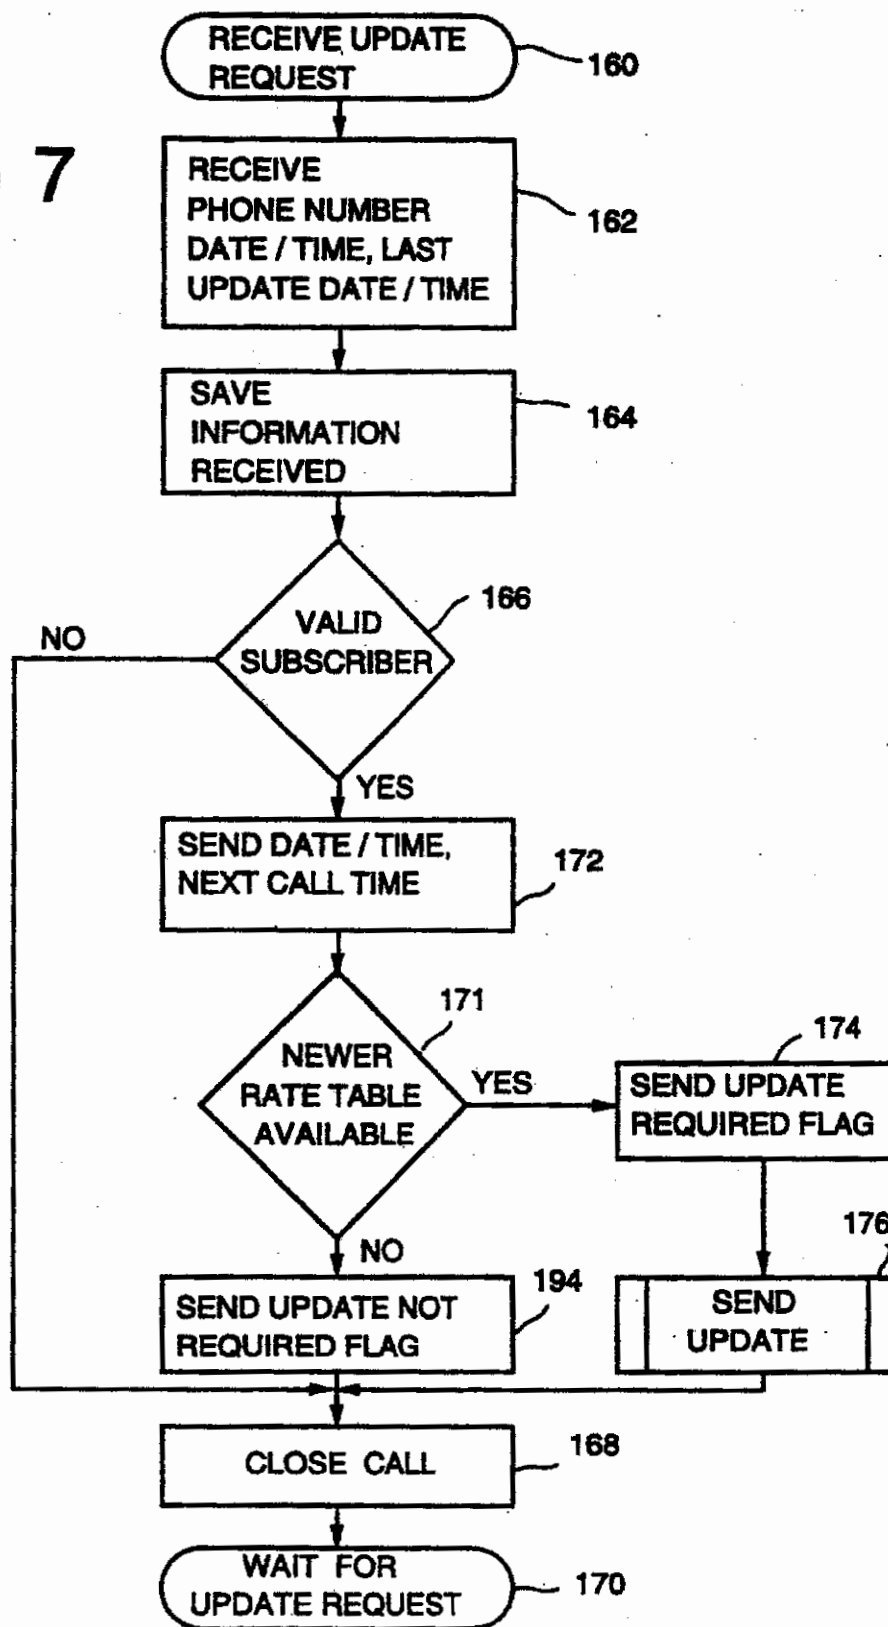 RECEIVE UPDATE
REQUEST
160
7
RECEIVE
PHONE NUMBER
DATE / TIME, LAST
UPDATE DATE / TIME
162
SAVE
INFORMATION
RECEIVED
164
VALID
SUBSCRIBER
166
NO
YES
SEND DATE / TIME,
NEXT CALL TIME
172
NEWER
RATE TABLE
AVAILABLE
171
YES
174
SEND UPDATE
REQUIRED FLAG
NO
176
SEND UPDATE NOT
REQUIRED FLAG
194
SEND
UPDATE
CLOSE CALL
168
WAIT FOR
UPDATE REQUEST
170